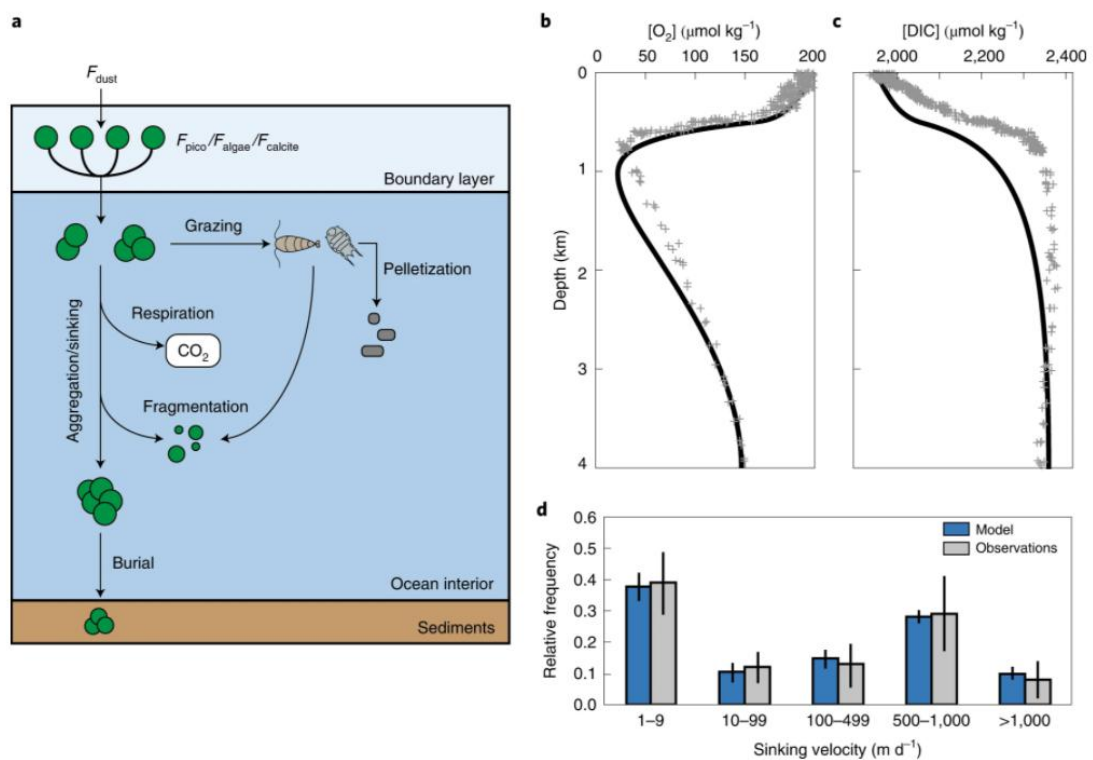 a
F_dust
F_pico/F_algae/F_calcite
Boundary layer
Grazing
Pelletization
Respiration
CO₂
Aggregation/sinking
Fragmentation
Burial
Ocean interior
Sediments
b
[O₂] (μmol kg⁻¹)
0 50 100 150 200
c
[DIC] (μmol kg⁻¹)
2,000 2,200 2,400
0
1
2
3
4
Depth (km)
d
Model
Observations
0.6
0.5
0.4
0.3
0.2
0.1
0.0
Relative frequency
1–9 10–99 100–499 500–1,000 >1,000
Sinking velocity (m d⁻¹)